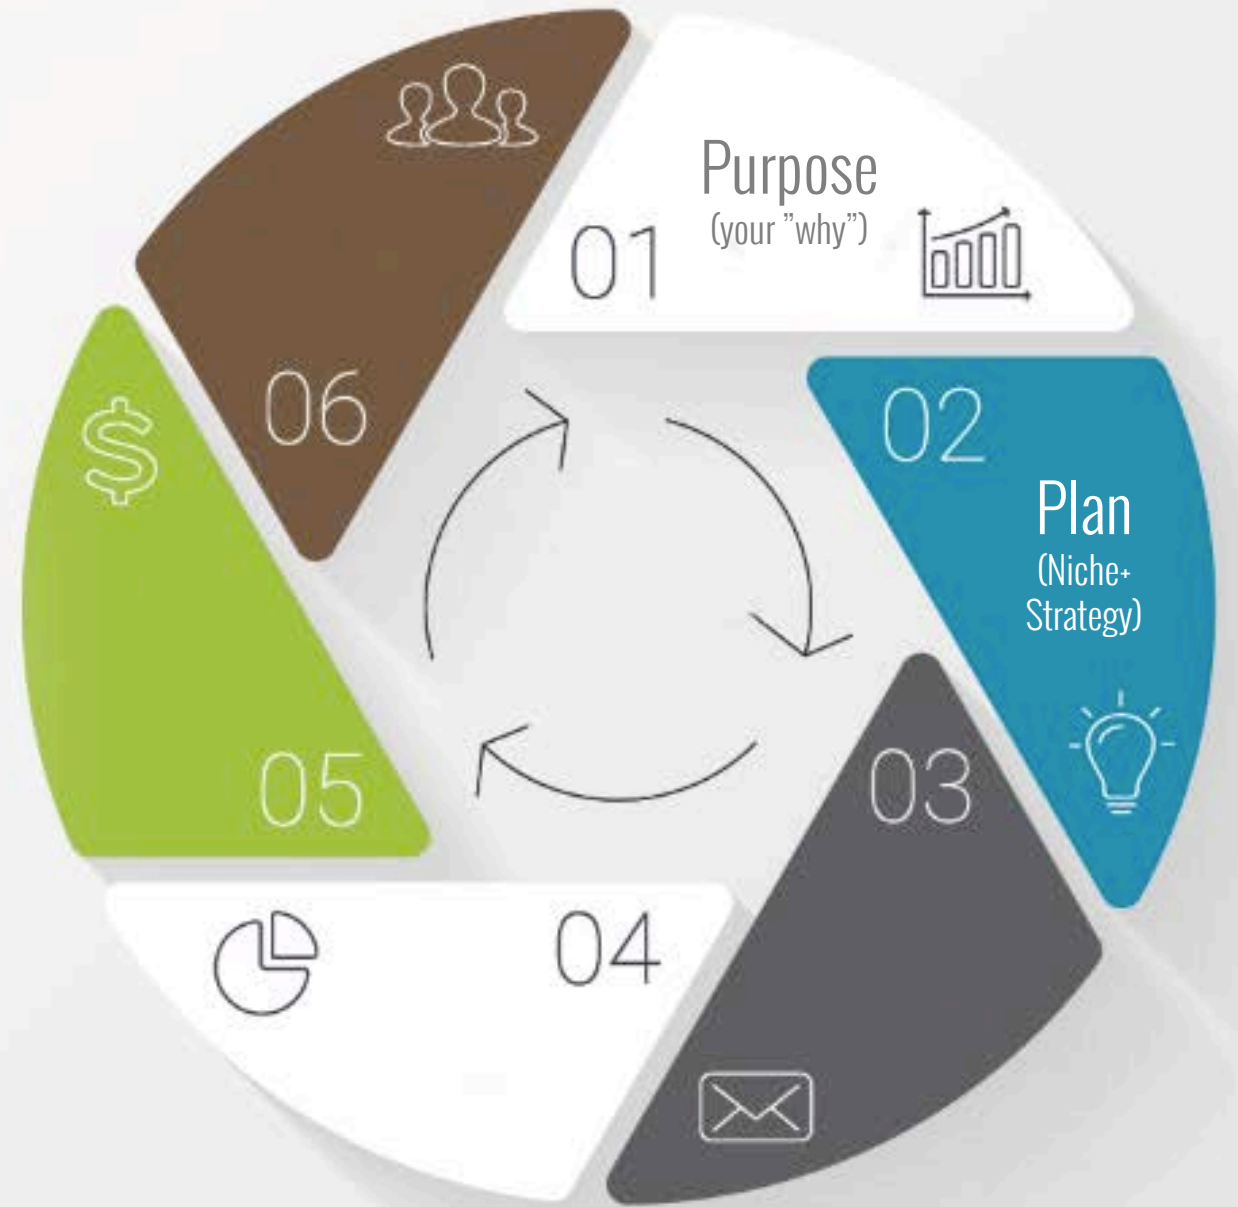 Purpose
(your ”why”)
01
02
Plan
(Niche+
Strategy)
03
04
05
06